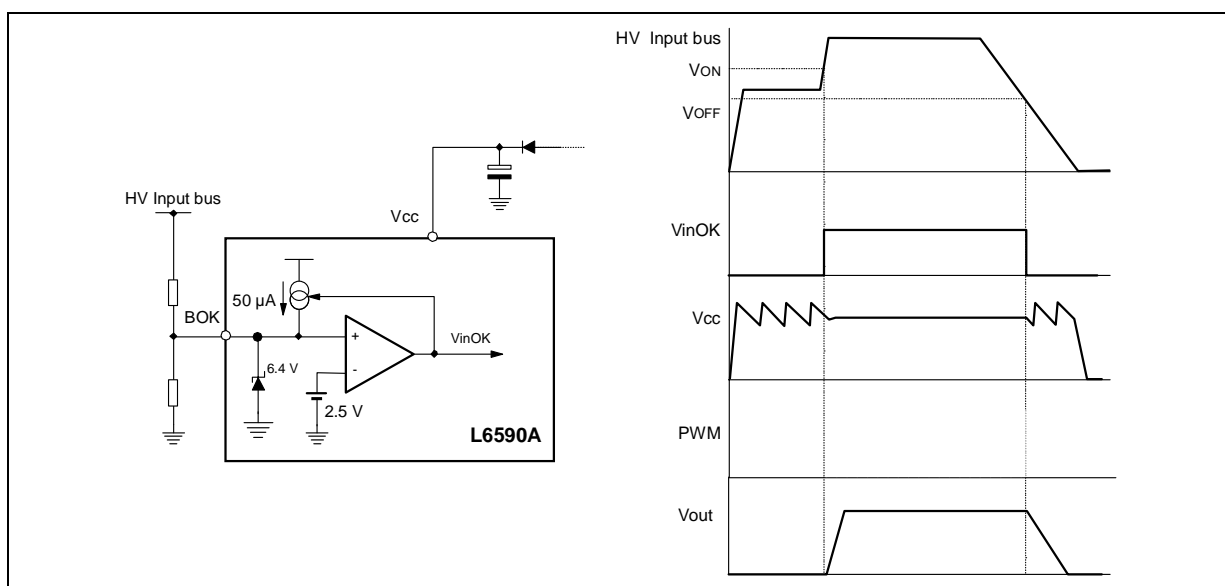 HV Input bus
Vcc
50 µA
BOK
+
-
VinOK
6.4 V
2.5 V
L6590A
HV Input bus
VON
VOFF
VinOK
Vcc
PWM
Vout